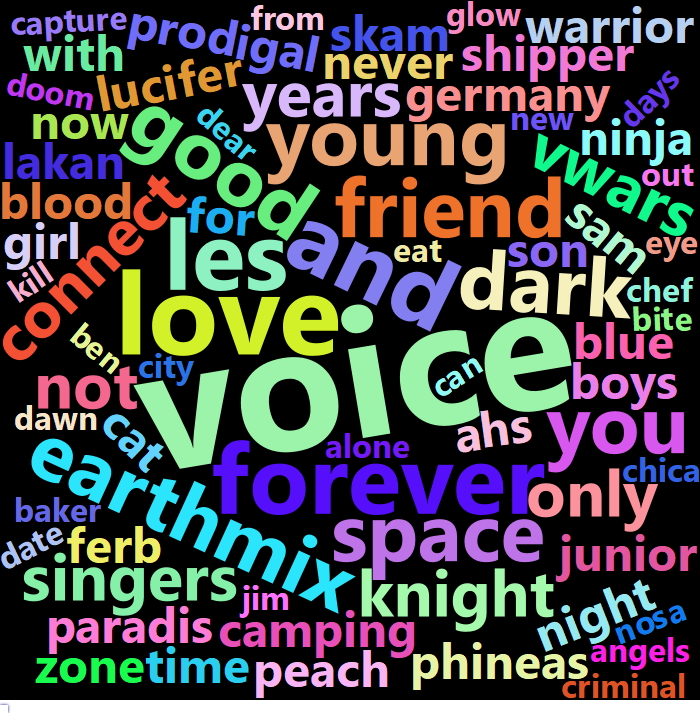 capture
prodigal
from
skam
glow
warrior
with
never
shipper
doom
lucifer
years
germany
days
now
good
dear
young
new
ninja
lakan
vwars
out
blood
connect
for
friend
sam
girl
les
and
eat
son
eye
kill
love
dark
chef
voice
bite
ben
city
can
blue
not
boys
dawn
cat
alone
ahs
you
earthmix
forever
only
chica
baker
date
ferb
space
junior
singers
jim
knight
night
nosa
paradis
camping
angels
zone
time
peach
phineas
criminal